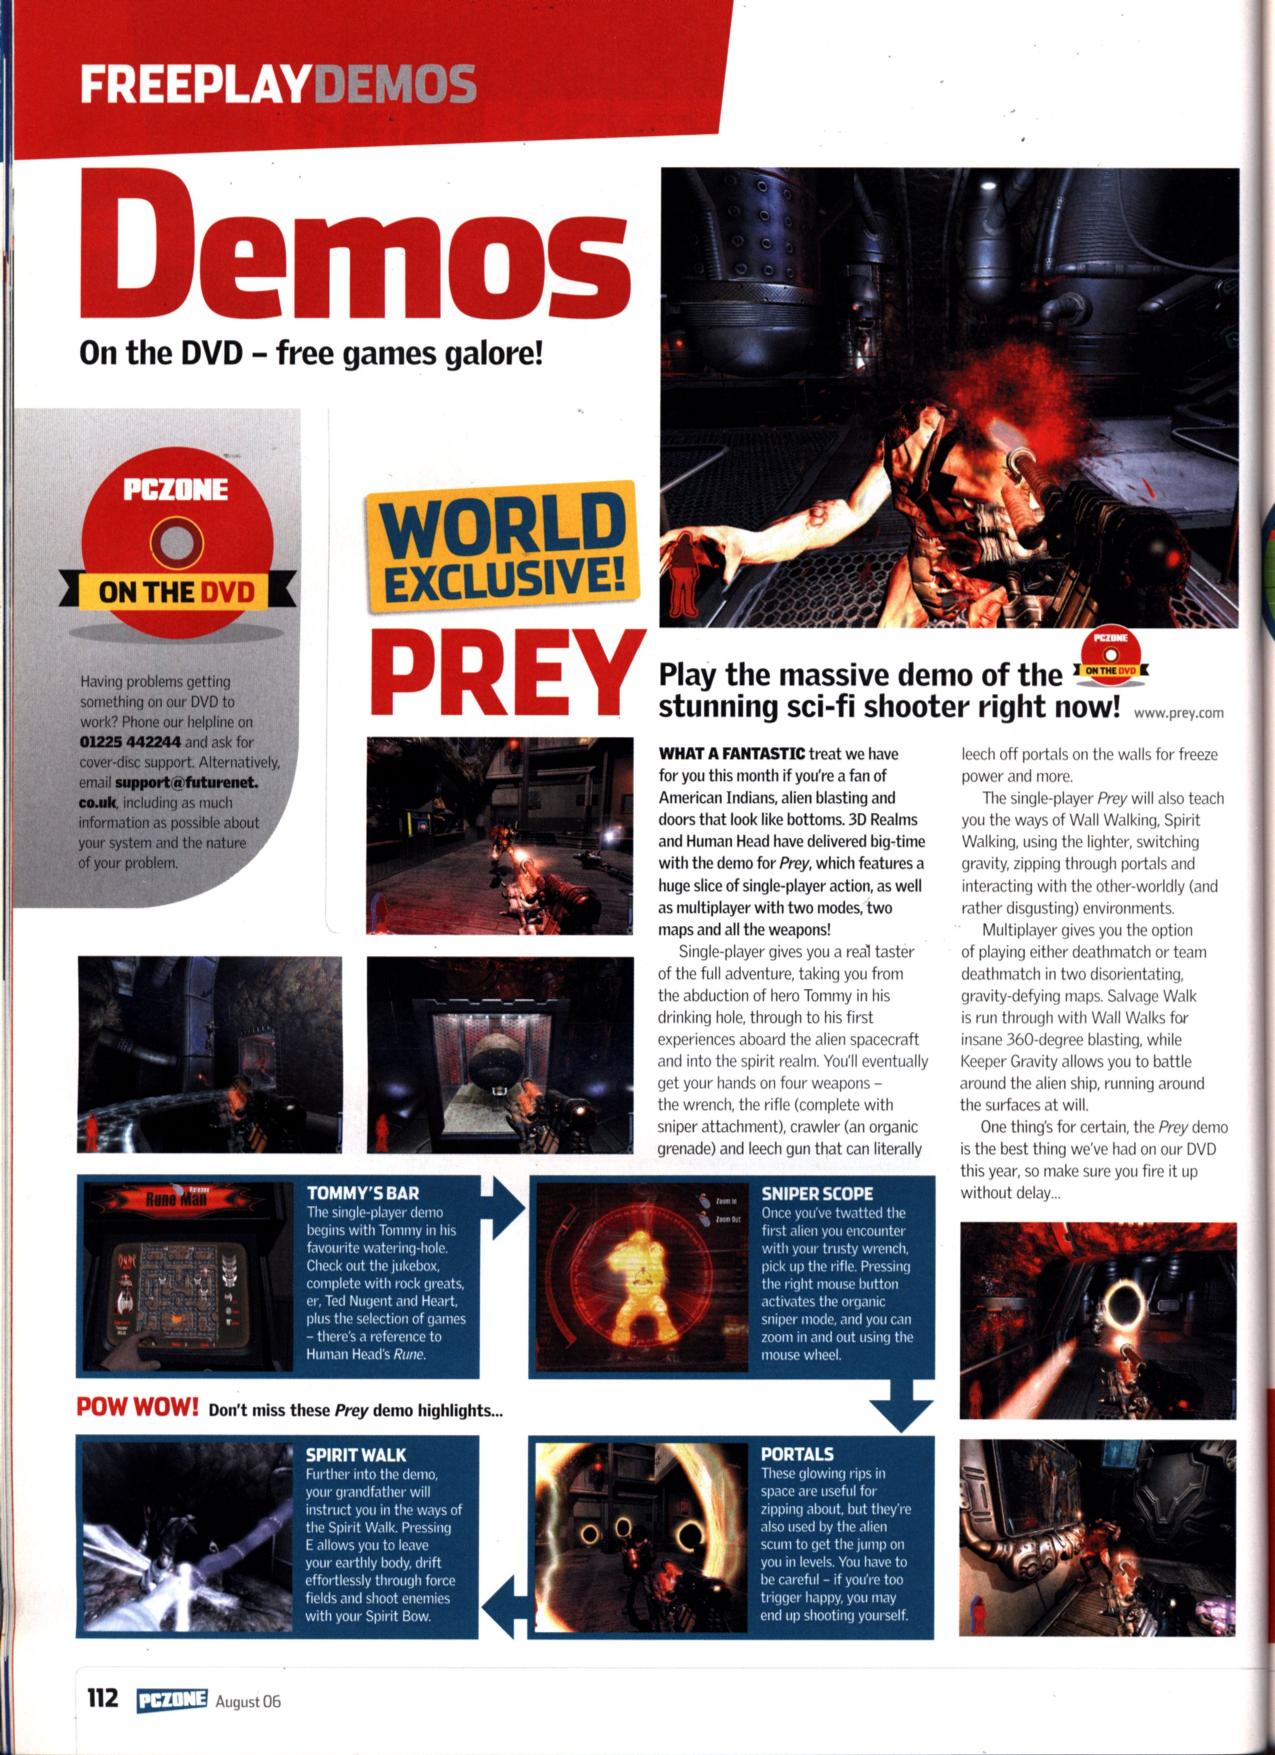 FREEPLAYDEMOS
Demos
On the DVD – free games galore!
PCZONE
ON THE DVD
Having problems getting
something on our DVD to
work? Phone our helpline on
01225 442244 and ask for
cover-disc support. Alternatively,
email support@futurenet.
co.uk, including as much
information as possible about
your system and the nature
of your problem.
WORLD
EXCLUSIVE!
PREY
Play the massive demo of the
stunning sci-fi shooter right now! www.prey.com
PCZONE
ON THE DVD
WHAT A FANTASTIC treat we have
for you this month if you're a fan of
American Indians, alien blasting and
doors that look like bottoms. 3D Realms
and Human Head have delivered big-time
with the demo for Prey, which features a
huge slice of single-player action, as well
as multiplayer with two modes, two
maps and all the weapons!
Single-player gives you a real taster
of the full adventure, taking you from
the abduction of hero Tommy in his
drinking hole, through to his first
experiences aboard the alien spacecraft
and into the spirit realm. You'll eventually
get your hands on four weapons –
the wrench, the rifle (complete with
sniper attachment), crawler (an organic
grenade) and leech gun that can literally
leech off portals on the walls for freeze
power and more.
The single-player Prey will also teach
you the ways of Wall Walking, Spirit
Walking, using the lighter, switching
gravity, zipping through portals and
interacting with the other-worldly (and
rather disgusting) environments.
Multiplayer gives you the option
of playing either deathmatch or team
deathmatch in two disorientating,
gravity-defying maps. Salvage Walk
is run through with Wall Walks for
insane 360-degree blasting, while
Keeper Gravity allows you to battle
around the alien ship, running around
the surfaces at will.
One thing's for certain, the Prey demo
is the best thing we've had on our DVD
this year, so make sure you fire it up
without delay...
Rune Man
TOMMY'S BAR
The single-player demo
begins with Tommy in his
favourite watering-hole.
Check out the jukebox,
complete with rock greats,
er, Ted Nugent and Heart,
plus the selection of games
– there's a reference to
Human Head's Rune.
Zoom In
Zoom Out
SNIPER SCOPE
Once you've twatted the
first alien you encounter
with your trusty wrench,
pick up the rifle. Pressing
the right mouse button
activates the organic
sniper mode, and you can
zoom in and out using the
mouse wheel.
POW WOW! Don't miss these Prey demo highlights...
SPIRIT WALK
Further into the demo,
your grandfather will
instruct you in the ways of
the Spirit Walk. Pressing
E allows you to leave
your earthly body, drift
effortlessly through force
fields and shoot enemies
with your Spirit Bow.
PORTALS
These glowing rips in
space are useful for
zipping about, but they're
also used by the alien
scum to get the jump on
you in levels. You have to
be careful – if you're too
trigger happy, you may
end up shooting yourself.
112 PCZONE August 06